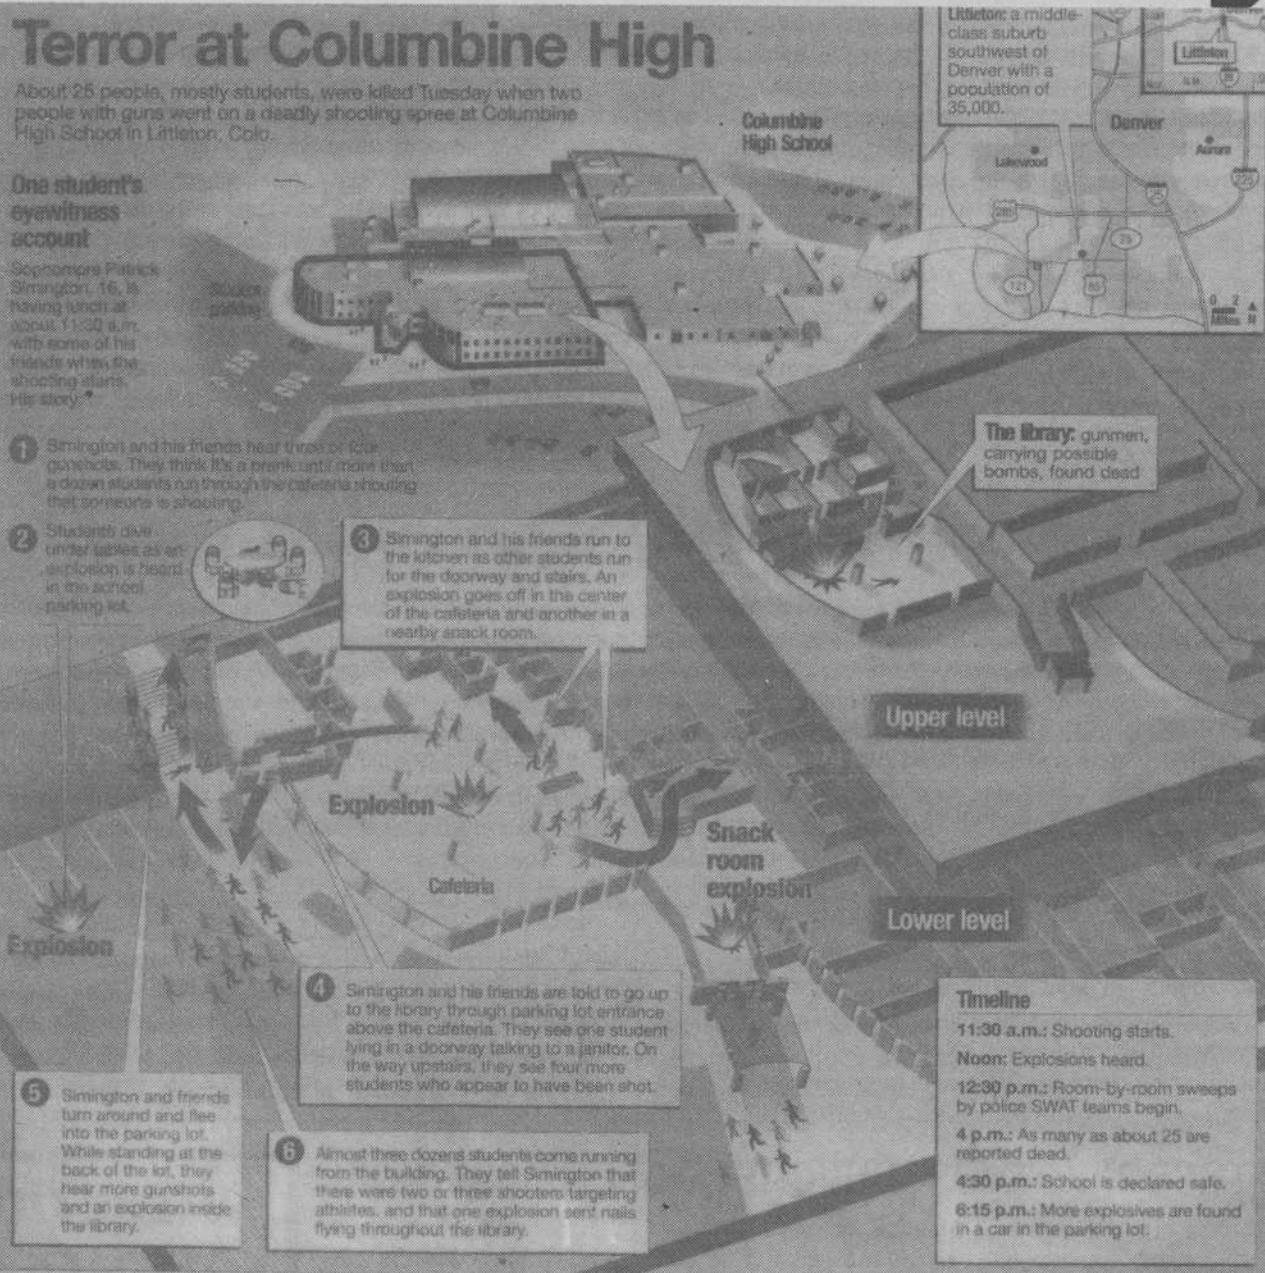 Terror at Columbine High
About 25 people, mostly students, were killed Tuesday when two
people with guns went on a deadly shooting spree at Columbine
High School in Littleton, Colo.
One student's
eyewitness
account
Sophomore Patrick
Simington, 16, is
having lunch at
about 11:30 a.m.
with some of his
friends when the
shooting starts.
His story:
Student
parking
Columbine
High School
Littleton: a middle-
class suburb
southwest of
Denver with a
population of
35,000.
Littleton
Denver
Lakewood
Aurora
285
25
225
75
121
85
0 2
Miles N
1 Simington and his friends hear three or four
gunshots. They think it's a prank until more than
a dozen students run through the cafeteria shouting
that someone is shooting.
2 Students dive
under tables as an
explosion is heard
in the school
parking lot.
3 Simington and his friends run to
the kitchen as other students run
for the doorway and stairs. An
explosion goes off in the center
of the cafeteria and another in a
nearby snack room.
The library: gunmen,
carrying possible
bombs, found dead
Upper level
Explosion
Cafeteria
Snack
room
explosion
Lower level
Explosion
4 Simington and his friends are told to go up
to the library through parking lot entrance
above the cafeteria. They see one student
lying in a doorway talking to a janitor. On
the way upstairs, they see four more
students who appear to have been shot.
5 Simington and friends
turn around and flee
into the parking lot.
While standing at the
back of the lot, they
hear more gunshots
and an explosion inside
the library.
6 Almost three dozens students come running
from the building. They tell Simington that
there were two or three shooters targeting
athletes, and that one explosion sent nails
flying throughout the library.
Timeline
11:30 a.m.: Shooting starts.
Noon: Explosions heard.
12:30 p.m.: Room-by-room sweeps
by police SWAT teams begin.
4 p.m.: As many as about 25 are
reported dead.
4:30 p.m.: School is declared safe.
6:15 p.m.: More explosives are found
in a car in the parking lot.